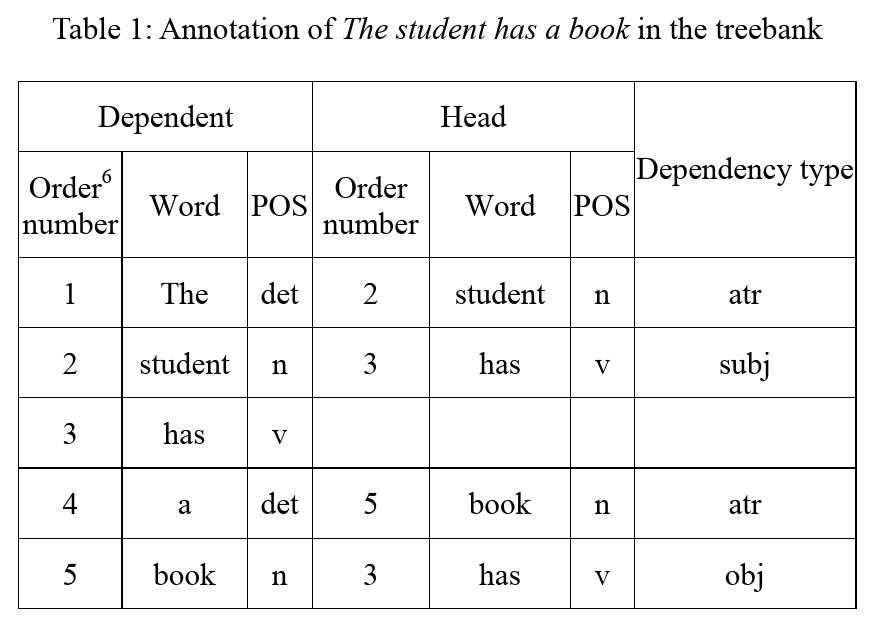 Table 1: Annotation of The student has a book in the treebank
Dependent Head Dependency type
Order⁶ number Word POS Order number Word POS
1 The det 2 student n atr
2 student n 3 has v subj
3 has v
4 a det 5 book n atr
5 book n 3 has v obj